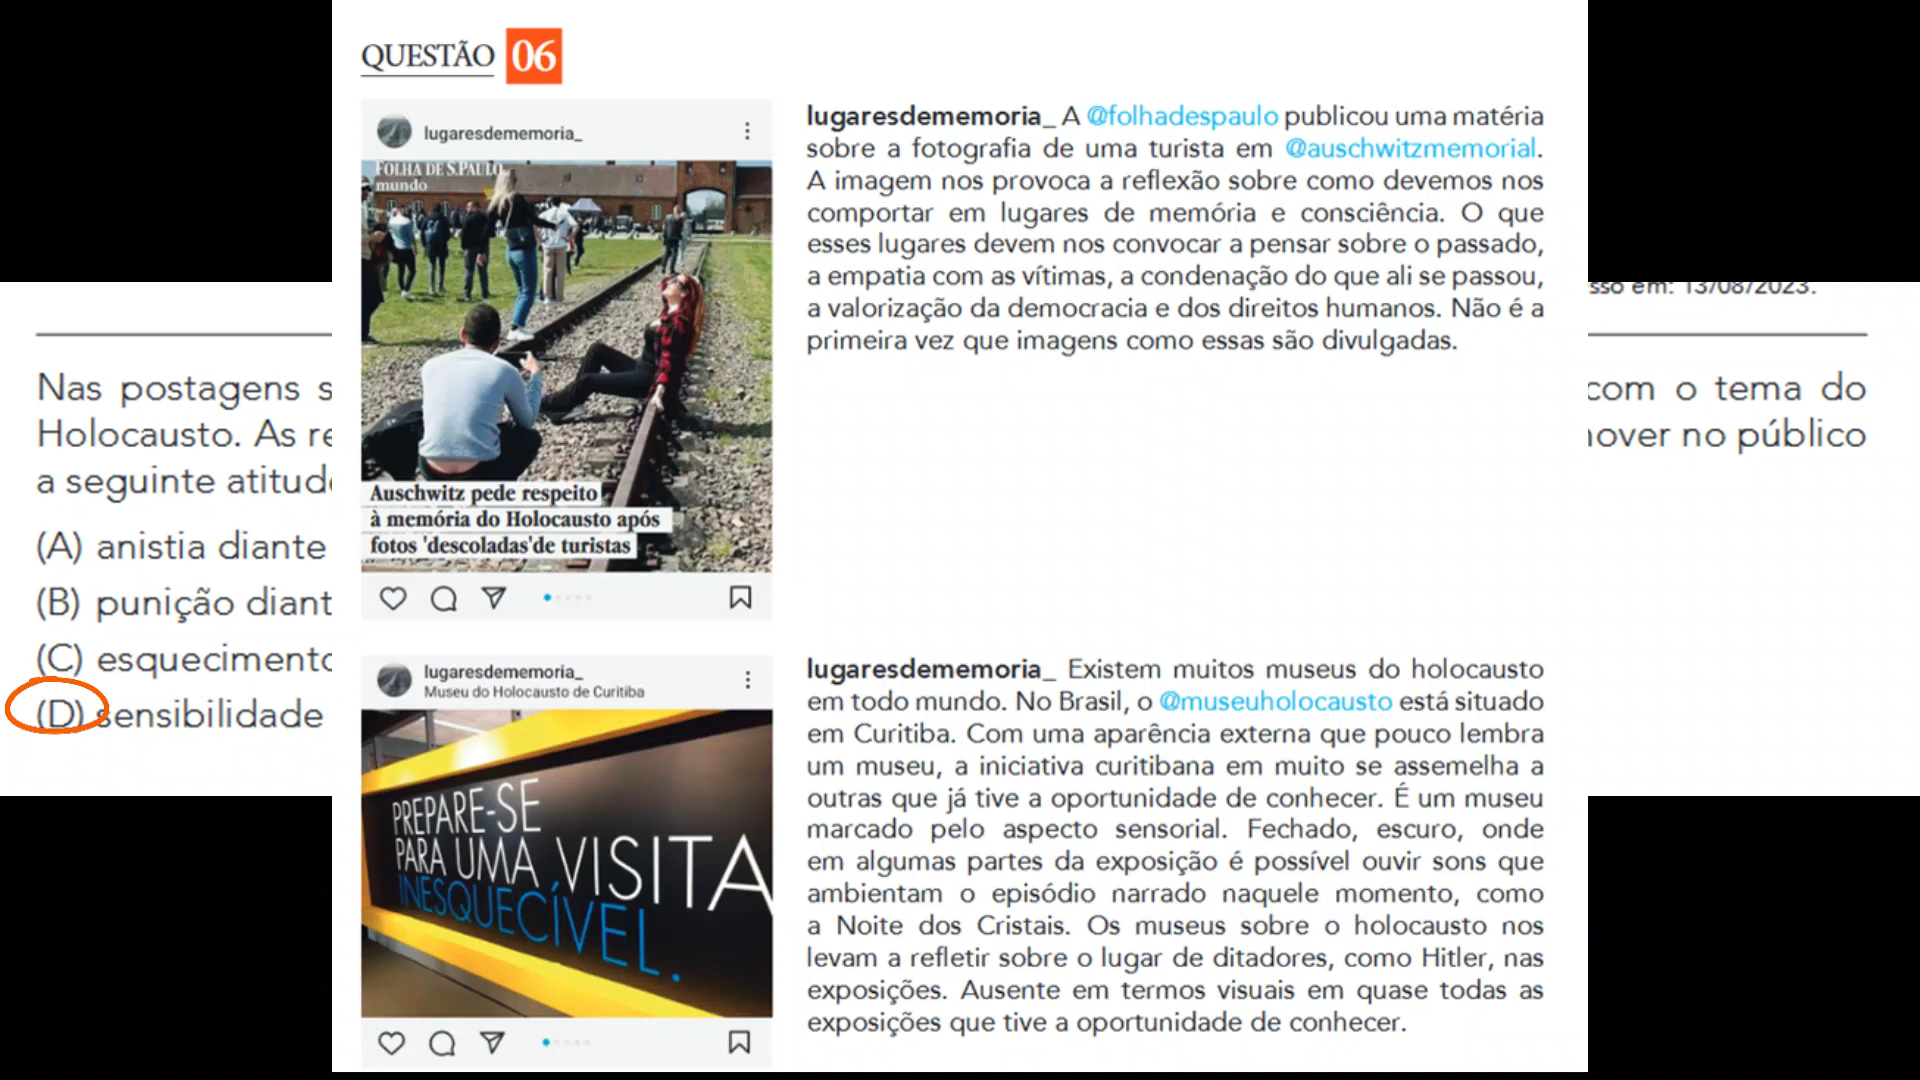 QUESTÃO 06
lugaresdememoria_
FOLHA DE S.PAULO
mundo
Auschwitz pede respeito
à memória do Holocausto após
fotos 'descoladas'de turistas
lugaresdememoria_ A @folhadespaulo publicou uma matéria
sobre a fotografia de uma turista em @auschwitzmemorial.
A imagem nos provoca a reflexão sobre como devemos nos
comportar em lugares de memória e consciência. O que
esses lugares devem nos convocar a pensar sobre o passado,
a empatia com as vítimas, a condenação do que ali se passou,
a valorização da democracia e dos direitos humanos. Não é a
primeira vez que imagens como essas são divulgadas.
lugaresdememoria_
Museu do Holocausto de Curitiba
PREPARE-SE
PARA UMA VISITA
INESQUECÍVEL.
lugaresdememoria_ Existem muitos museus do holocausto
em todo mundo. No Brasil, o @museuholocausto está situado
em Curitiba. Com uma aparência externa que pouco lembra
um museu, a iniciativa curitibana em muito se assemelha a
outras que já tive a oportunidade de conhecer. É um museu
marcado pelo aspecto sensorial. Fechado, escuro, onde
em algumas partes da exposição é possível ouvir sons que
ambientam o episódio narrado naquele momento, como
a Noite dos Cristais. Os museus sobre o holocausto nos
levam a refletir sobre o lugar de ditadores, como Hitler, nas
exposições. Ausente em termos visuais em quase todas as
exposições que tive a oportunidade de conhecer.
em: 13/08/2023.
Nas postagens
com o tema do
Holocausto. As
no público
a seguinte
(A) anistia diante
(B) punição
(C)
(D) sensibilidade